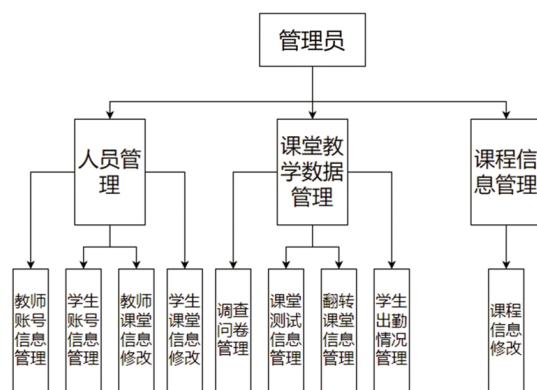 管理员
人员管
理
课堂教
学数据
管理
课程信
息管理
教师
账号
信息
管理
学生
账号
信息
管理
教师
课堂
信息
修改
学生
课堂
信息
修改
调查
问卷
管理
课堂
测试
信息
管理
翻转
课堂
信息
管理
学生
出勤
情况
管理
课程
信息
修改